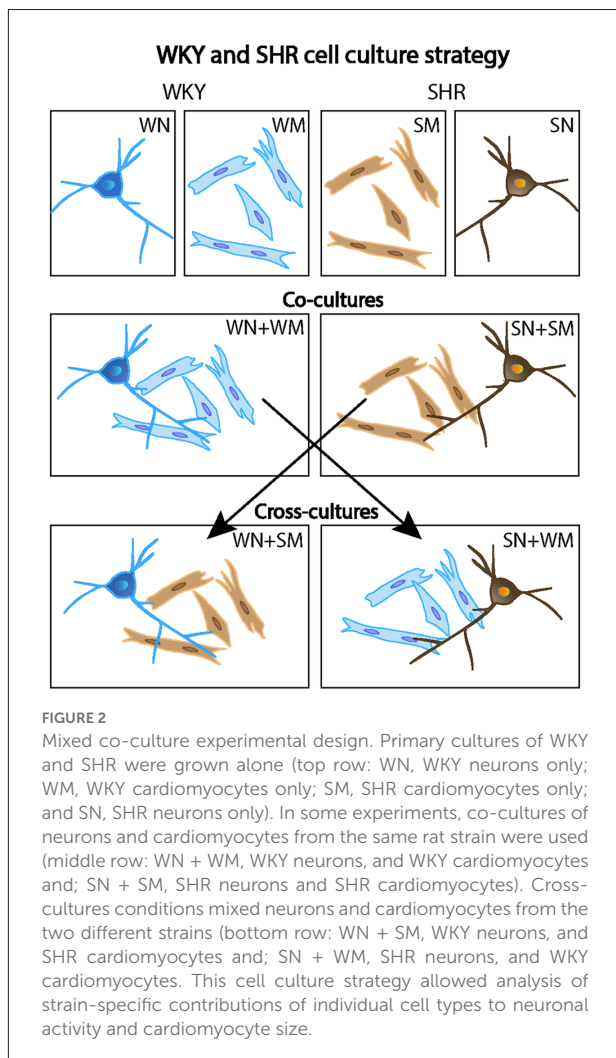 WKY and SHR cell culture strategy
WKY SHR
WN WM SM SN
Co-cultures
WN+WM SN+SM
Cross-cultures
WN+SM SN+WM
FIGURE 2
Mixed co-culture experimental design. Primary cultures of WKY
and SHR were grown alone (top row: WN, WKY neurons only;
WM, WKY cardiomyocytes only; SM, SHR cardiomyocytes only;
and SN, SHR neurons only). In some experiments, co-cultures of
neurons and cardiomyocytes from the same rat strain were used
(middle row: WN + WM, WKY neurons, and WKY cardiomyocytes
and; SN + SM, SHR neurons and SHR cardiomyocytes). Cross-
cultures conditions mixed neurons and cardiomyocytes from the
two different strains (bottom row: WN + SM, WKY neurons, and
SHR cardiomyocytes and; SN + WM, SHR neurons, and WKY
cardiomyocytes. This cell culture strategy allowed analysis of
strain-specific contributions of individual cell types to neuronal
activity and cardiomyocyte size.